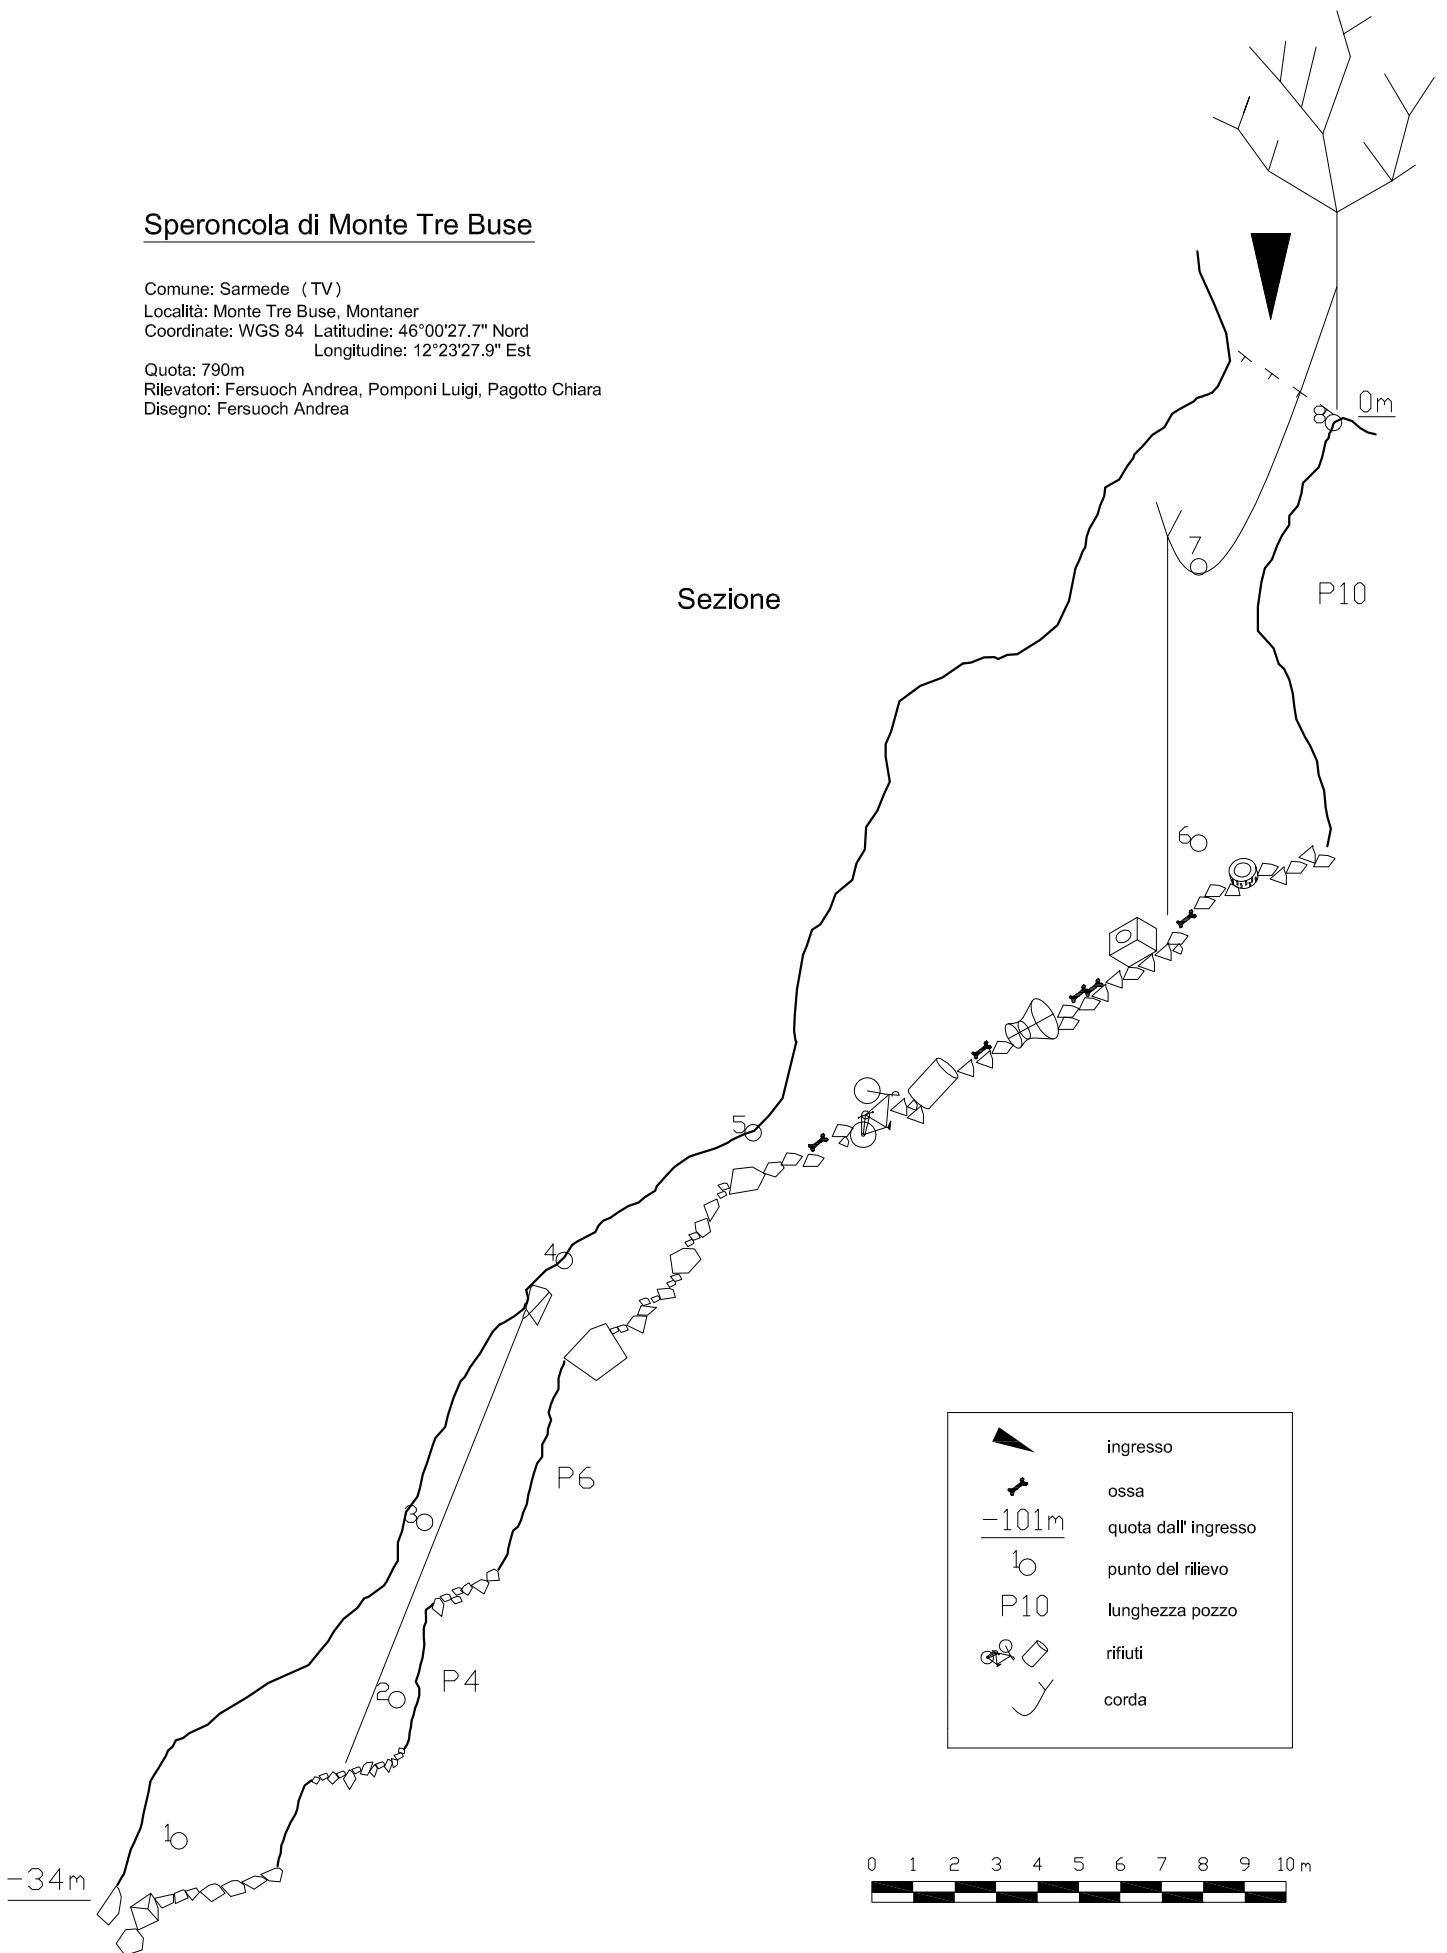 Speroncola di Monte Tre Buse
Comune: Sarmede (TV)
Località: Monte Tre Buse, Montaner
Coordinate: WGS 84 Latitudine: 46°00'27.7" Nord
Longitudine: 12°23'27.9" Est
Quota: 790m
Rilevatori: Fersuoch Andrea, Pomponi Luigi, Pagotto Chiara
Disegno: Fersuoch Andrea
0m
8
7
P10
Sezione
6
5
4
P6
3
P4
2
1
-34m
ingresso
ossa
-101m quota dall' ingresso
1 punto del rilievo
P10 lunghezza pozzo
rifiuti
corda
0 1 2 3 4 5 6 7 8 9 10 m